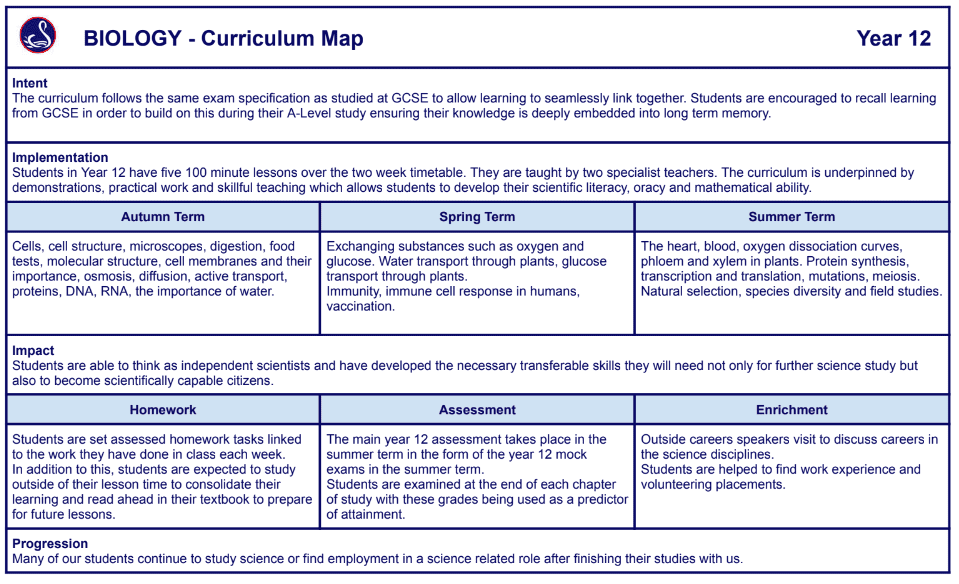 BIOLOGY - Curriculum Map
Year 12
Intent
The curriculum follows the same exam specification as studied at GCSE to allow learning to seamlessly link together. Students are encouraged to recall learning
from GCSE in order to build on this during their A-Level study ensuring their knowledge is deeply embedded into long term memory.
Implementation
Students in Year 12 have five 100 minute lessons over the two week timetable. They are taught by two specialist teachers. The curriculum is underpinned by
demonstrations, practical work and skillful teaching which allows students to develop their scientific literacy, oracy and mathematical ability.
Autumn Term
Cells, cell structure, microscopes, digestion, food
tests, molecular structure, cell membranes and their
importance, osmosis, diffusion, active transport,
proteins, DNA, RNA, the importance of water.
Spring Term
Exchanging substances such as oxygen and
glucose. Water transport through plants, glucose
transport through plants.
Immunity, immune cell response in humans,
vaccination.
Summer Term
The heart, blood, oxygen dissociation curves,
phloem and xylem in plants. Protein synthesis,
transcription and translation, mutations, meiosis.
Natural selection, species diversity and field studies.
Impact
Students are able to think as independent scientists and have developed the necessary transferable skills they will need not only for further science study but
also to become scientifically capable citizens.
Homework
Students are set assessed homework tasks linked
to the work they have done in class each week.
In addition to this, students are expected to study
outside of their lesson time to consolidate their
learning and read ahead in their textbook to prepare
for future lessons.
Assessment
The main year 12 assessment takes place in the
summer term in the form of the year 12 mock
exams in the summer term.
Students are examined at the end of each chapter
of study with these grades being used as a predictor
of attainment.
Enrichment
Outside careers speakers visit to discuss careers in
the science disciplines.
Students are helped to find work experience and
volunteering placements.
Progression
Many of our students continue to study science or find employment in a science related role after finishing their studies with us.